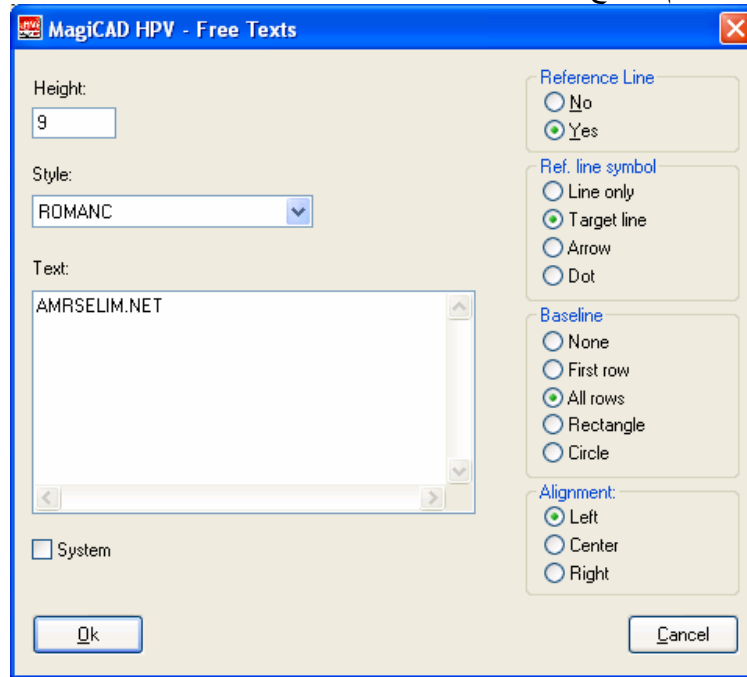 MagiCAD HPV - Free Texts
Height:
9
Style:
ROMANC
Text:
AMRSELIM.NET
System
Ok
Reference Line
No
Yes
Ref. line symbol
Line only
Target line
Arrow
Dot
Baseline
None
First row
All rows
Rectangle
Circle
Alignment:
Left
Center
Right
Cancel